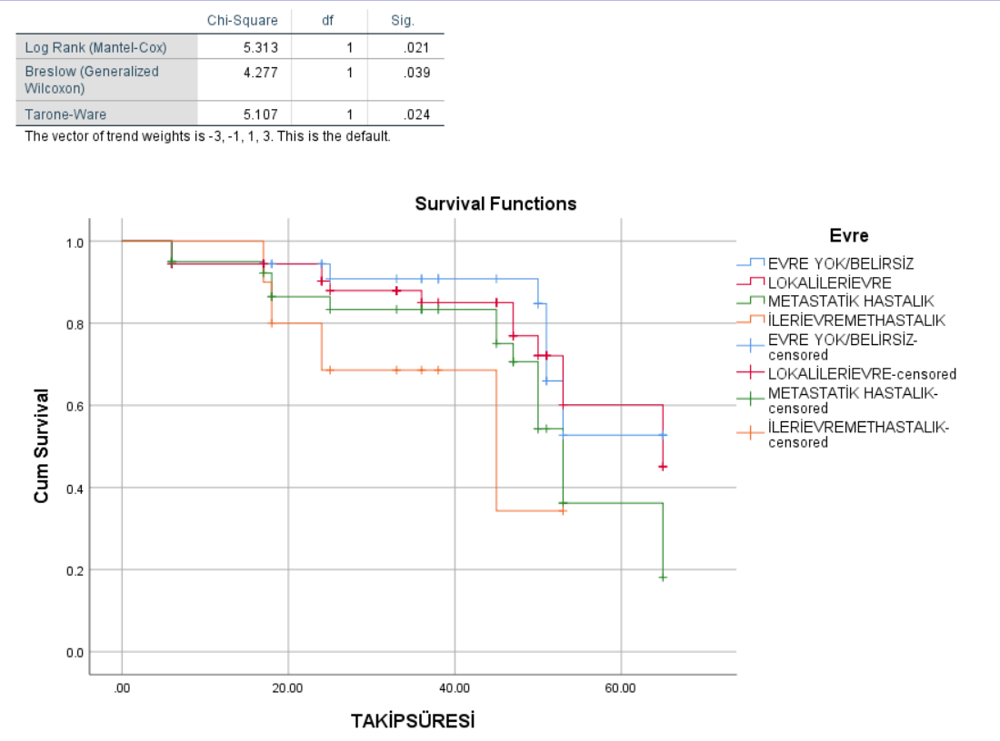 Chi-Square df Sig.
Log Rank (Mantel-Cox) 5.313 1 .021
Breslow (Generalized 4.277 1 .039
Wilcoxon)
Tarone-Ware 5.107 1 .024
The vector of trend weights is -3, -1, 1, 3. This is the default.
Survival Functions
Cum Survival
1.0
0.8
0.6
0.4
0.2
0.0
.00 20.00 40.00 60.00
TAKİPSÜRESİ
Evre
EVRE YOK/BELİRSİZ
LOKALİLERİEVRE
METASTATİK HASTALIK
İLERİEVREMETHASTALIK
EVRE YOK/BELİRSİZ-
censored
LOKALİLERİEVRE-censored
METASTATİK HASTALIK-
censored
İLERİEVREMETHASTALIK-
censored